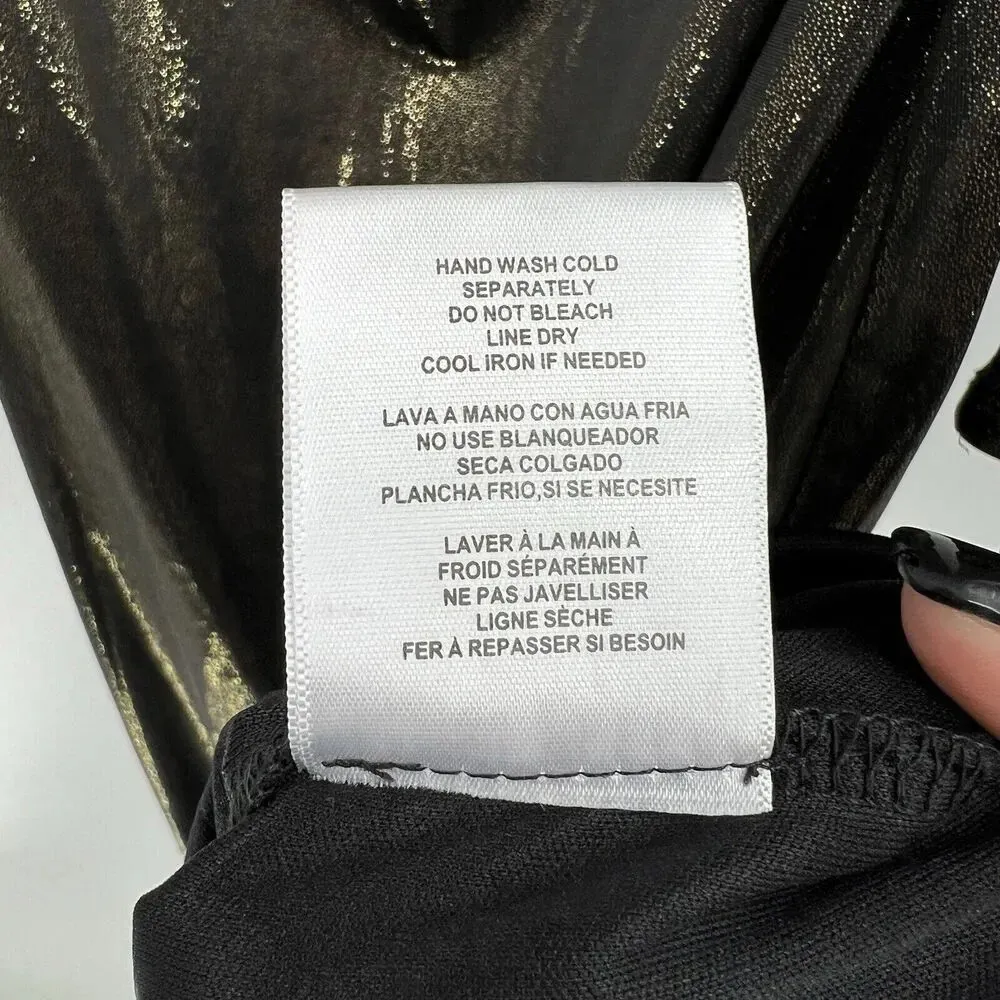 HAND WASH COLD
SEPARATELY
DO NOT BLEACH
LINE DRY
COOL IRON IF NEEDED
LAVA A MANO CON AGUA FRIA
NO USE BLANQUEADOR
SECA COLGADO
PLANCHA FRIO,SI SE NECESITE
LAVER À LA MAIN À
FROID SÉPARÉMENT
NE PAS JAVELLISER
LIGNE SÈCHE
FER À REPASSER SI BESOIN